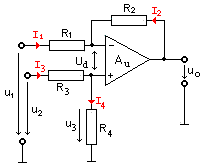 I1 R1 R2 I2
Ud − Au
I3 R3 + uo
u1 u2 u3 I4 R4